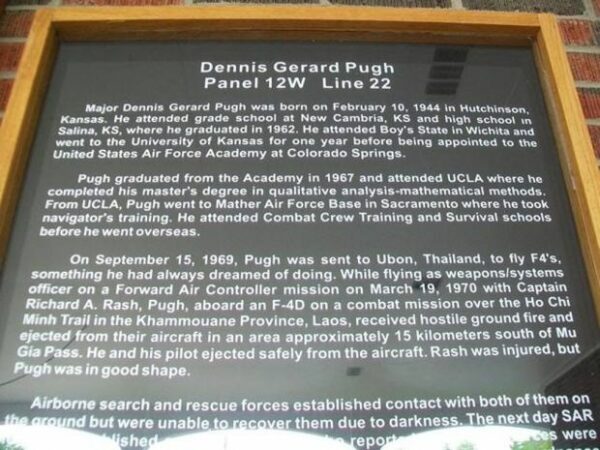 Dennis Gerard Pugh
Panel 12W Line 22
Major Dennis Gerard Pugh was born on February 10, 1944 in Hutchinson,
Kansas. He attended grade school at New Cambria, KS and high school in
Salina, KS, where he graduated in 1962. He attended Boy's State in Wichita and
went to the University of Kansas for one year before being appointed to the
United States Air Force Academy at Colorado Springs.
Pugh graduated from the Academy in 1967 and attended UCLA where he
completed his master's degree in qualitative analysis-mathematical methods.
From UCLA, Pugh went to Mather Air Force Base in Sacramento where he took
navigator's training. He attended Combat Crew Training and Survival schools
before he went overseas.
On September 15, 1969, Pugh was sent to Ubon, Thailand, to fly F4's,
something he had always dreamed of doing. While flying as weapons/systems
officer on a Forward Air Controller mission on March 19, 1970 with Captain
Richard A. Rash, Pugh, aboard an F-4D on a combat mission over the Ho Chi
Minh Trail in the Khammouane Province, Laos, received hostile ground fire and
ejected from their aircraft in an area approximately 15 kilometers south of Mu
Gia Pass. He and his pilot ejected safely from the aircraft. Rash was injured, but
Pugh was in good shape.
Airborne search and rescue forces established contact with both of them on
the ground but were unable to recover them due to darkness. The next day SAR
were